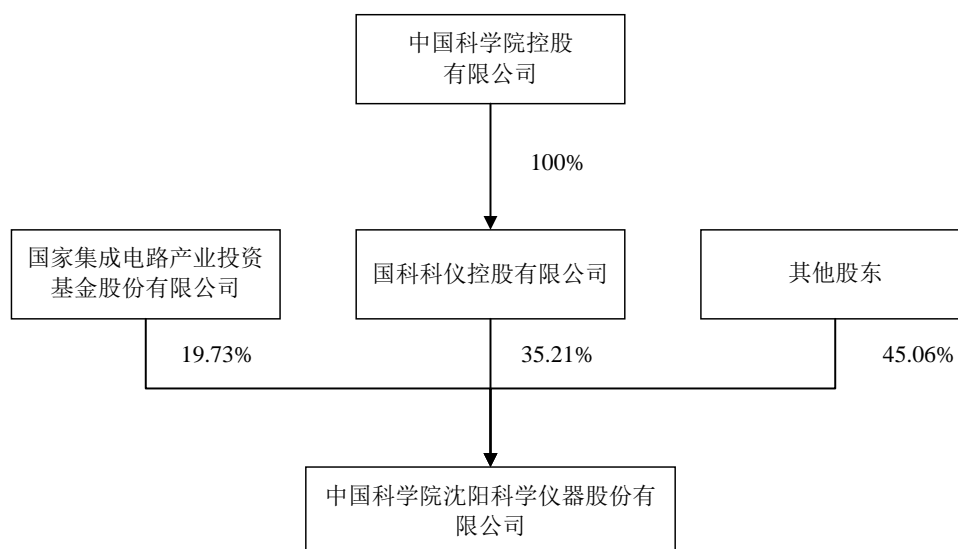 中国科学院控股
有限公司
100%
国家集成电路产业投资
基金股份有限公司
国科科仪控股有限公司
其他股东
19.73%
35.21%
45.06%
中国科学院沈阳科学仪器股份有
限公司